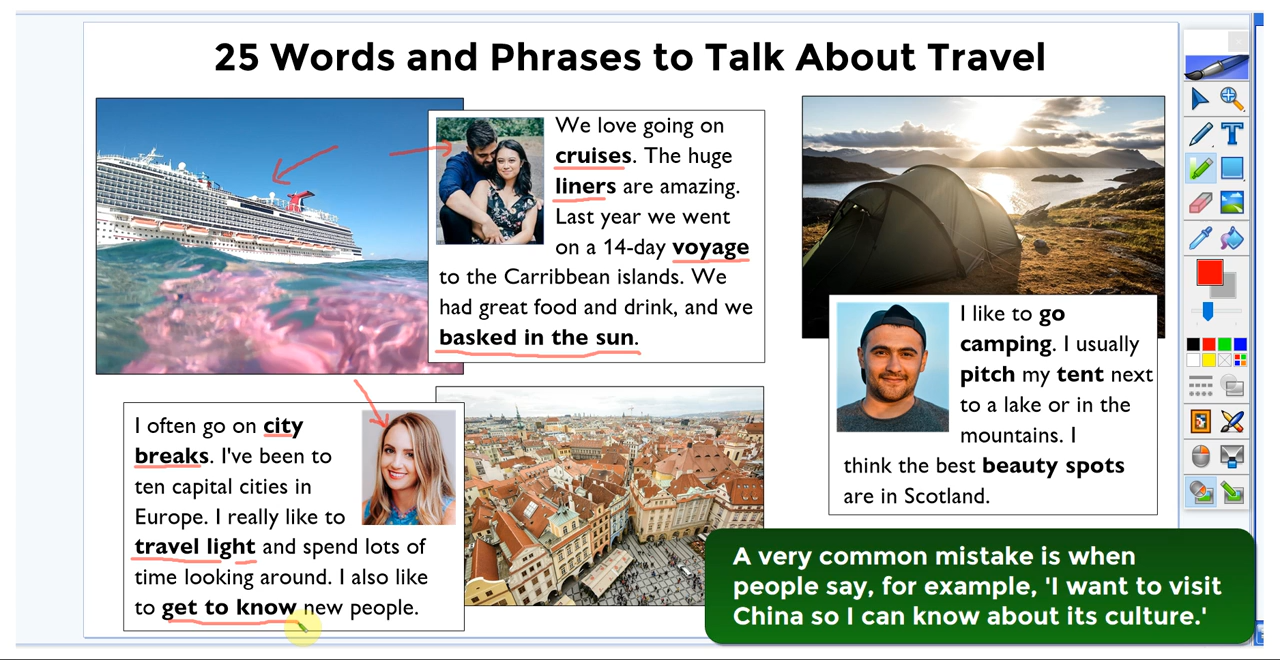 25 Words and Phrases to Talk About Travel
We love going on
cruises. The huge
liners are amazing.
Last year we went
on a 14-day voyage
to the Carribbean islands. We
had great food and drink, and we
basked in the sun.
I like to go
camping. I usually
pitch my tent next
to a lake or in the
mountains. I
think the best beauty spots
are in Scotland.
I often go on city
breaks. I've been to
ten capital cities in
Europe. I really like to
travel light and spend lots of
time looking around. I also like
to get to know new people.
A very common mistake is when
people say, for example, 'I want to visit
China so I can know about its culture.'